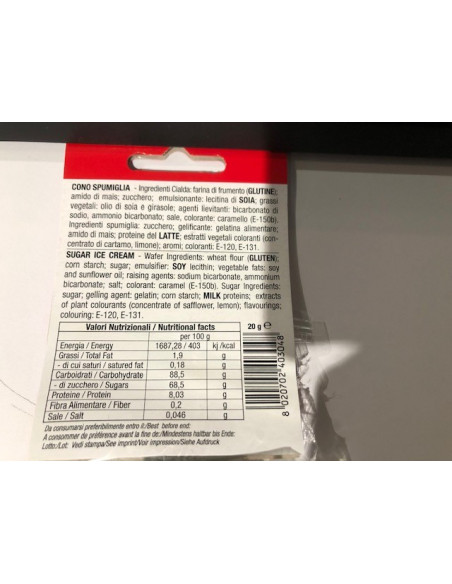 CONO SPUMIGLIA - Ingredienti Cialda: farina di frumento (GLUTINE);
amido di mais; zucchero; emulsionante: lecitina di SOIA; grassi
vegetali: olio di soia e girasole; agenti lievitanti: bicarbonato di
sodio, ammonio bicarbonato; sale, colorante: caramello (E-150b).
Ingredienti spumiglia: zucchero; gelificante: gelatina alimentare;
amido di mais; proteine del LATTE; estratti vegetali coloranti (con-
centrato di cartamo, limone); aromi; coloranti: E-120, E-131.
SUGAR ICE CREAM - Wafer Ingredients: wheat flour (GLUTEN);
corn starch; sugar; emulsifier: SOY lecithin; vegetable fats; soy
and sunflower oil; raising agents: sodium bicarbonate, ammonium
bicarbonate; salt; colorant: caramel (E-150b). Sugar Ingredients:
sugar; gelling agent: gelatin; corn starch; MILK proteins; extracts
of plant colourants (concentrate of safflower, lemon); flavourings;
colouring: E-120, E-131.
Valori Nutrizionali / Nutritional facts
per 100 g
Energia / Energy 1687,28 / 403 kj /kcal
Grassi / Total Fat 1,9 g
- di cui saturi / satured fat 0,18 g
Carboidrati / Carbohydrate 88,5 g
- di zucchero / Sugars 68,5 g
Proteine / Protein 8,03 g
Fibra Alimentare / Fiber 0,2 g
Sale / Salt 0,046 g
20 g e
8 020702 403048
Da consumarsi preferibilmente entro il:/Best before end:
A consommer de préférence avant la fine de:/Mindestens haltbar bis Ende:
Lotto:/Lot: Vedi stampa/See imprint/Voir impression/Siehe Aufdruck